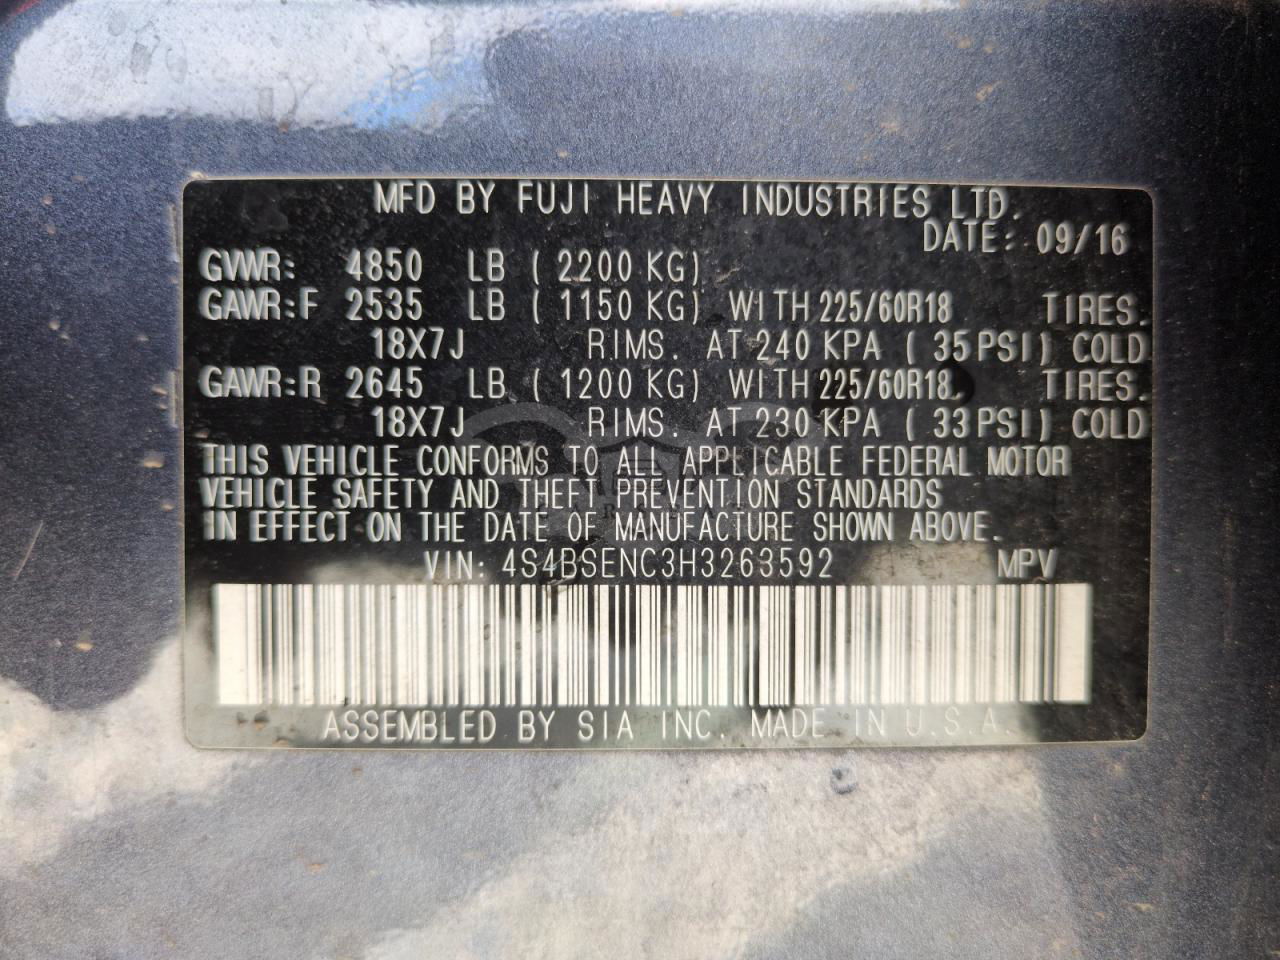 MFD BY FUJI HEAVY INDUSTRIES LTD.
DATE: 09/16
GVWR: 4850 LB ( 2200 KG)
GAWR:F 2535 LB ( 1150 KG) WITH 225/60R18 TIRES.
18X7J RIMS. AT 240 KPA ( 35PSI) COLD
GAWR:R 2645 LB ( 1200 KG) WITH 225/60R18 TIRES.
18X7J RIMS. AT 230 KPA ( 33PSI) COLD
THIS VEHICLE CONFORMS TO ALL APPLICABLE FEDERAL MOTOR
VEHICLE SAFETY AND THEFT PREVENTION STANDARDS
IN EFFECT ON THE DATE OF MANUFACTURE SHOWN ABOVE.
VIN: 4S4BSENC3H3263592 MPV
ASSEMBLED BY SIA INC. MADE IN U.S.A.